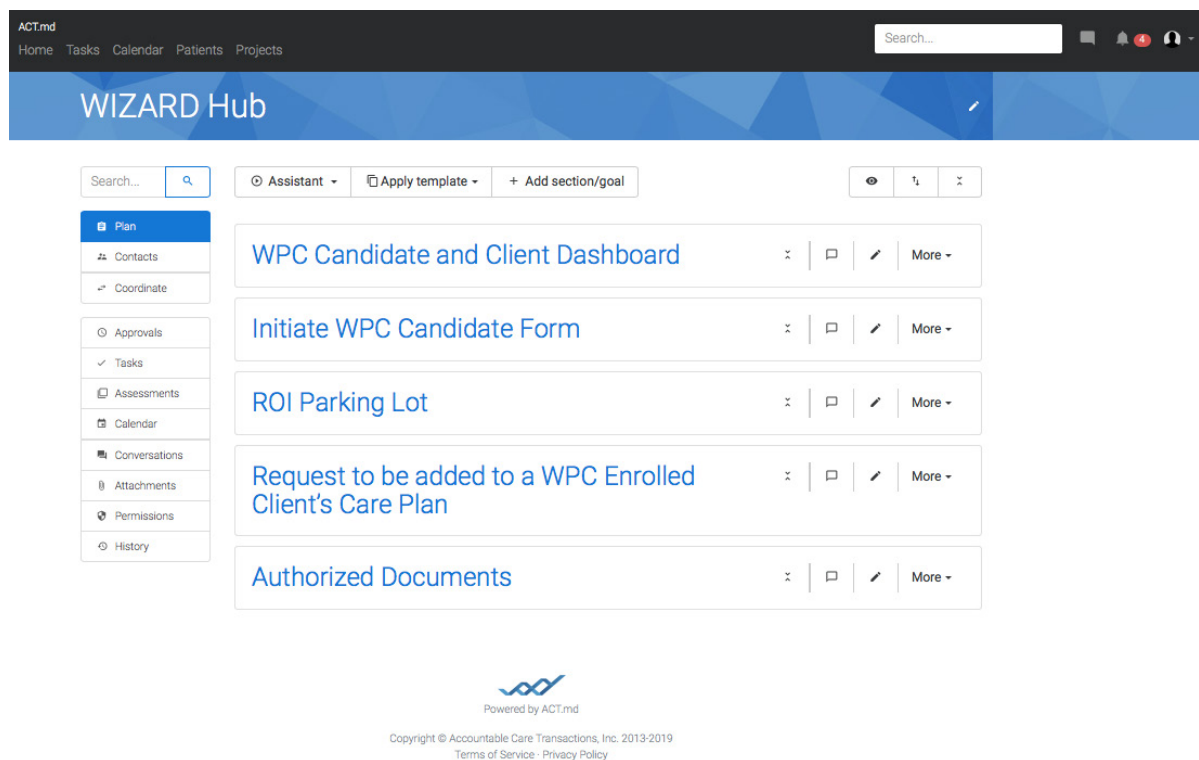 ACT.md
Home Tasks Calendar Patients Projects
Search...
4
WIZARD Hub
Search...
Assistant
Apply template
+ Add section/goal
Plan
Contacts
Coordinate
Approvals
Tasks
Assessments
Calendar
Conversations
Attachments
Permissions
History
WPC Candidate and Client Dashboard
More
Initiate WPC Candidate Form
More
ROI Parking Lot
More
Request to be added to a WPC Enrolled
Client’s Care Plan
More
Authorized Documents
More
Powered by ACT.md
Copyright © Accountable Care Transactions, Inc. 2013-2019
Terms of Service · Privacy Policy